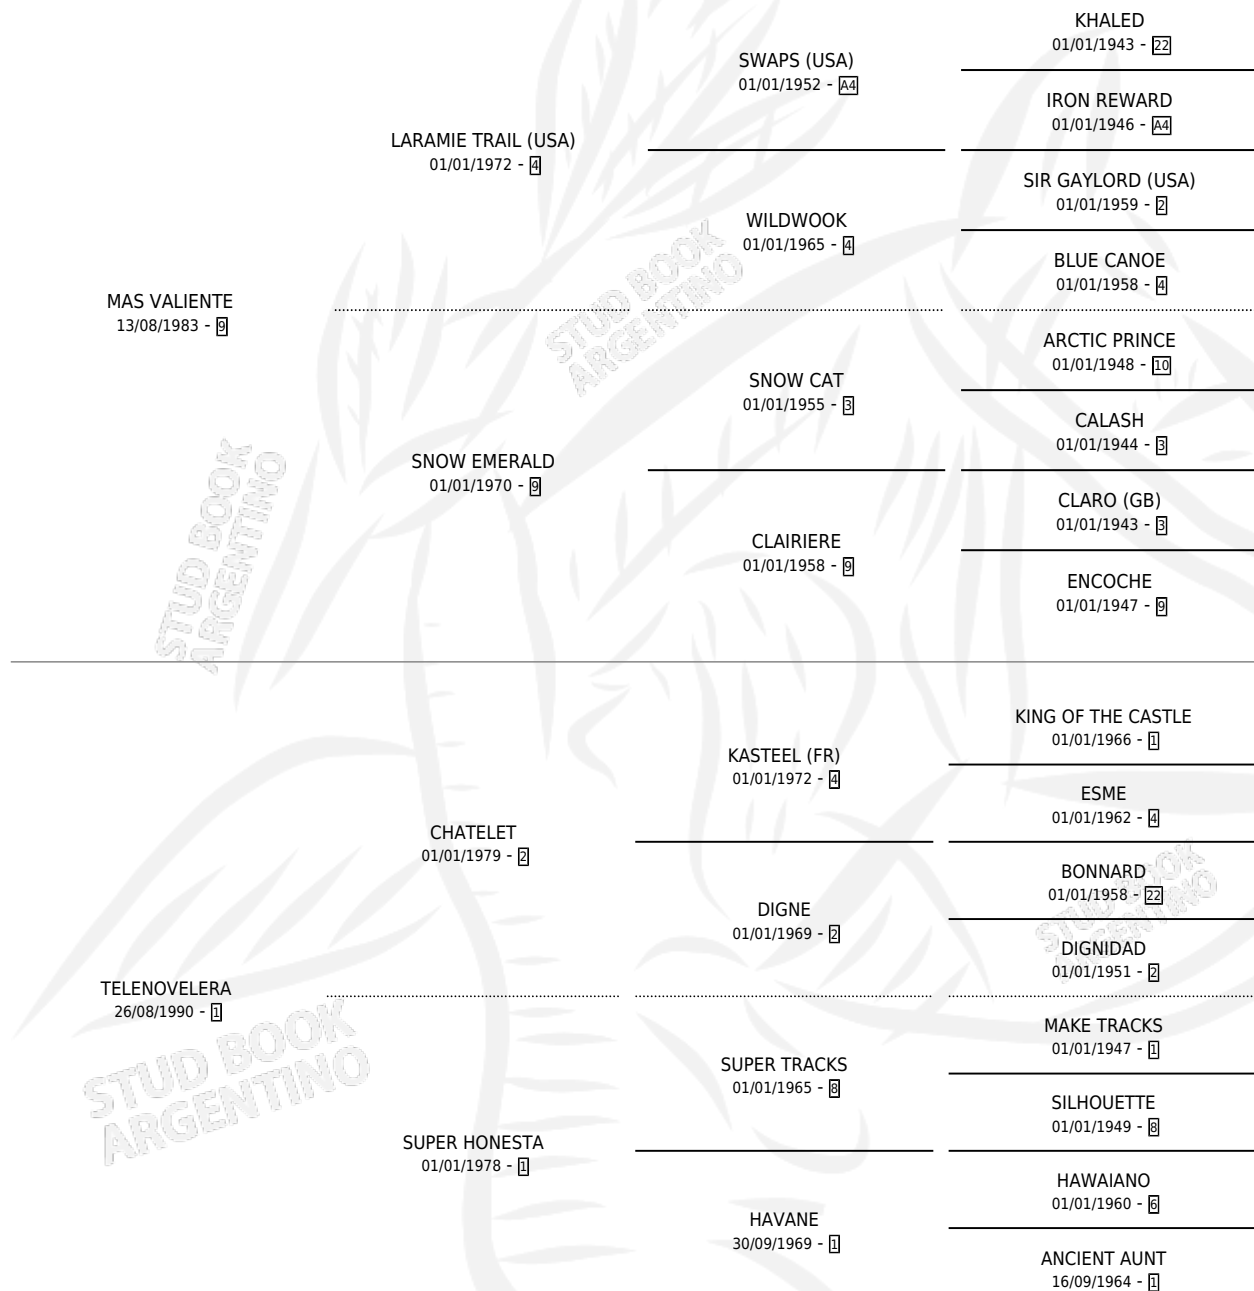 KHALED
01/01/1943 - 22
SWAPS (USA)
01/01/1952 - A4
IRON REWARD
01/01/1946 - A4
LARAMIE TRAIL (USA)
01/01/1972 - 4
SIR GAYLORD (USA)
01/01/1959 - 2
WILDWOOK
01/01/1965 - 4
BLUE CANOE
01/01/1958 - 4
MAS VALIENTE
13/08/1983 - 9
STUD BOOK
ARGENTINO
ARCTIC PRINCE
01/01/1948 - 10
SNOW CAT
01/01/1955 - 3
CALASH
01/01/1944 - 3
SNOW EMERALD
01/01/1970 - 9
CLARO (GB)
01/01/1943 - 3
CLAIRIERE
01/01/1958 - 9
ENCOCHE
01/01/1947 - 9
STUD BOOK
ARGENTINO
KING OF THE CASTLE
01/01/1966 - 1
KASTEEL (FR)
01/01/1972 - 4
ESME
01/01/1962 - 4
CHATELET
01/01/1979 - 2
BONNARD
01/01/1958 - 22
DIGNE
01/01/1969 - 2
DIGNIDAD
01/01/1951 - 2
STUD BOOK
ARGENTINO
TELENOVELERA
26/08/1990 - 1
STUD BOOK
ARGENTINO
MAKE TRACKS
01/01/1947 - 1
SUPER TRACKS
01/01/1965 - 8
SILHOUETTE
01/01/1949 - 8
SUPER HONESTA
01/01/1978 - 1
HAWAIANO
01/01/1960 - 6
HAVANE
30/09/1969 - 1
ANCIENT AUNT
16/09/1964 - 1